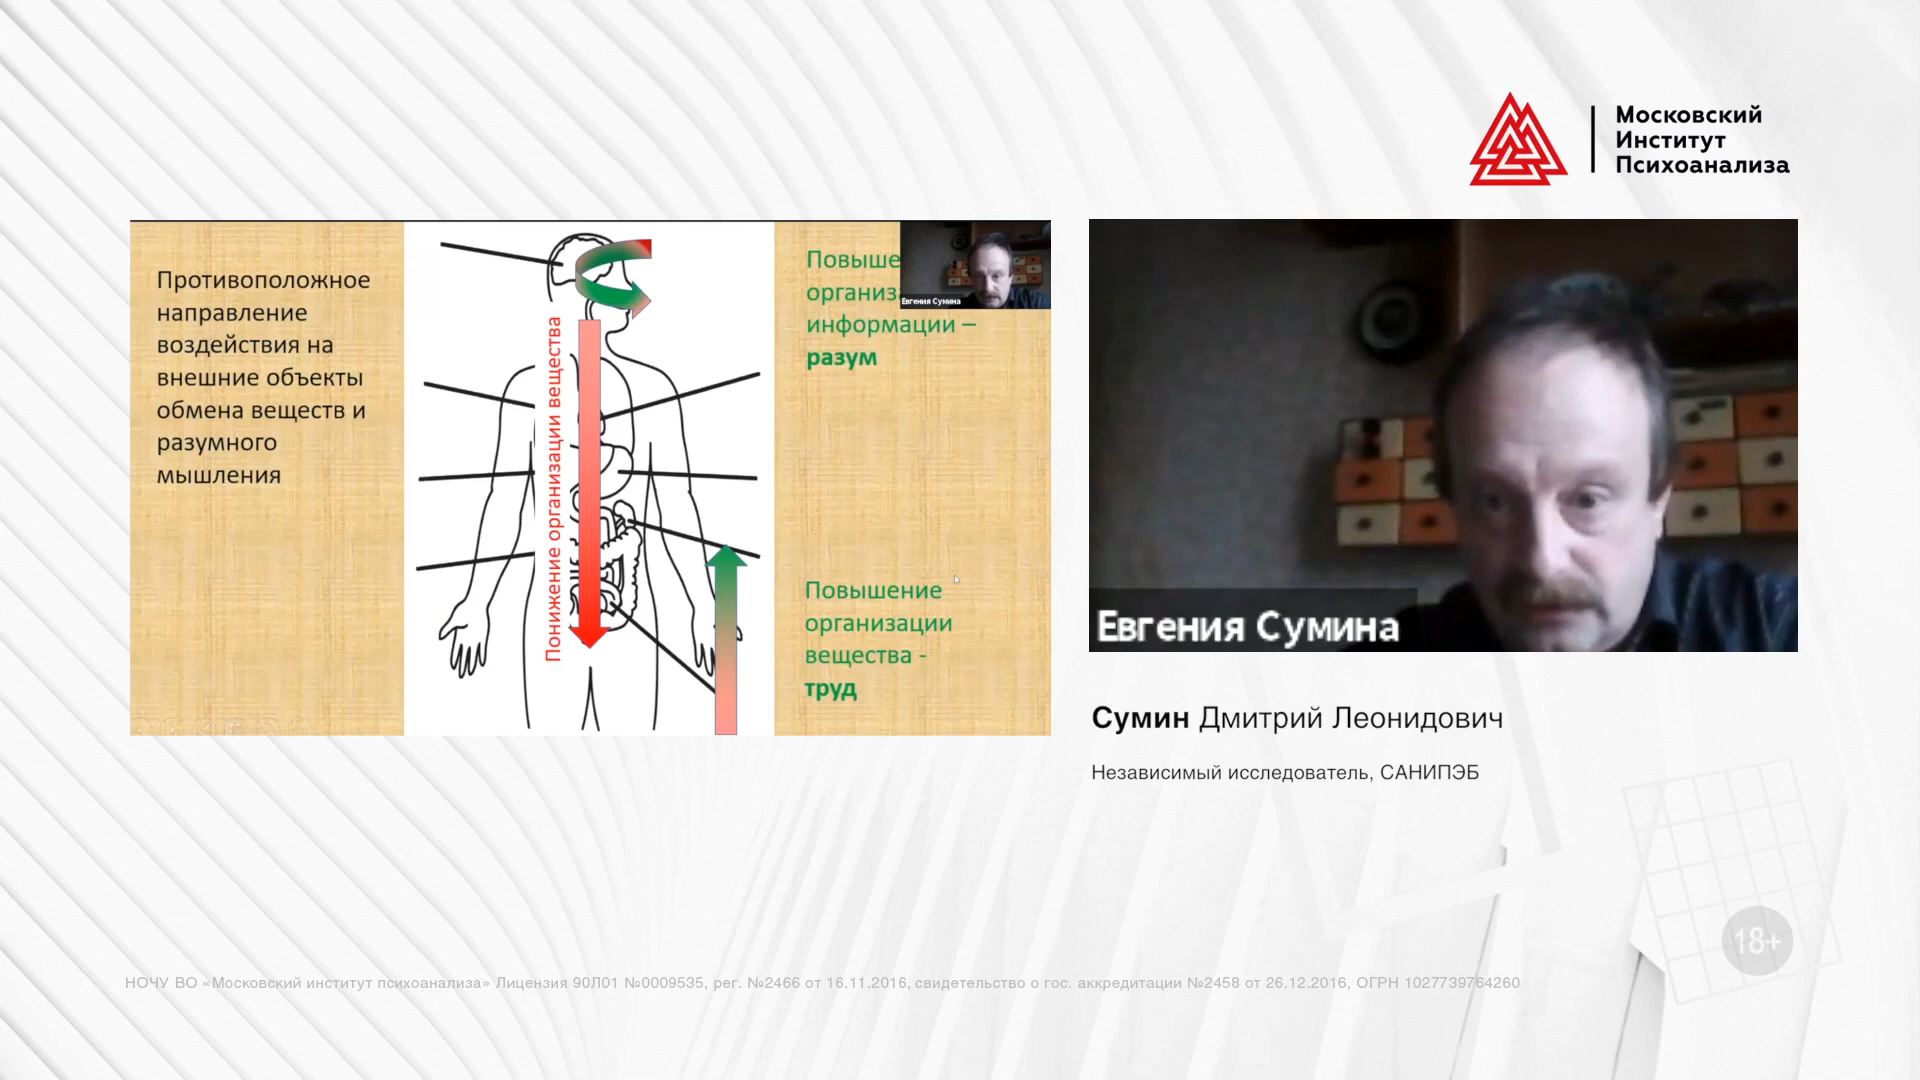 Московский
Институт
Психоанализа
Противоположное
направление
воздействия на
внешние объекты
обмена веществ и
разумного
мышления
Понижение организации вещества
информации –
разум
Евгения Сумина
Повышение
организации
вещества -
труд
Евгения Сумина
Сумин Дмитрий Леонидович
Независимый исследователь, САНИПЭБ
18+
НОЧУ ВО «Московский институт психоанализа» Лицензия 90Л01 №0009535, рег. №2466 от 16.11.2016, свидетельство о гос. аккредитации №2458 от 26.12.2016, ОГРН 1027739764260